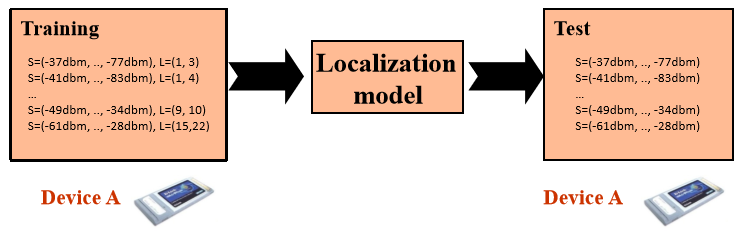 Training
S=(-37dbm, .., -77dbm), L=(1, 3)
S=(-41dbm, .., -83dbm), L=(1, 4)
...
S=(-49dbm, .., -34dbm), L=(9, 10)
S=(-61dbm, .., -28dbm), L=(15,22)
Device A
Localization
model
Test
S=(-37dbm, .., -77dbm)
S=(-41dbm, .., -83dbm)
...
S=(-49dbm, .., -34dbm)
S=(-61dbm, .., -28dbm)
Device A